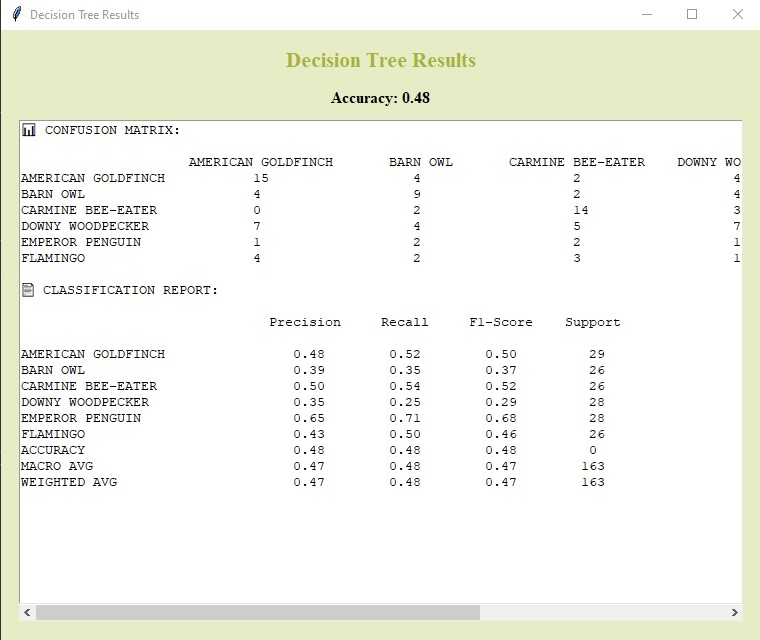 Decision Tree Results
Decision Tree Results
Accuracy: 0.48
CONFUSION MATRIX:
AMERICAN GOLDFINCH BARN OWL CARMINE BEE-EATER DOWNY WO
AMERICAN GOLDFINCH 15 4 2 4
BARN OWL 4 9 2 4
CARMINE BEE-EATER 0 2 14 3
DOWNY WOODPECKER 7 4 5 7
EMPEROR PENGUIN 1 2 2 1
FLAMINGO 4 2 3 1
CLASSIFICATION REPORT:
Precision Recall F1-Score Support
AMERICAN GOLDFINCH 0.48 0.52 0.50 29
BARN OWL 0.39 0.35 0.37 26
CARMINE BEE-EATER 0.50 0.54 0.52 26
DOWNY WOODPECKER 0.35 0.25 0.29 28
EMPEROR PENGUIN 0.65 0.71 0.68 28
FLAMINGO 0.43 0.50 0.46 26
ACCURACY 0.48 0.48 0.48 0
MACRO AVG 0.47 0.48 0.47 163
WEIGHTED AVG 0.47 0.48 0.47 163